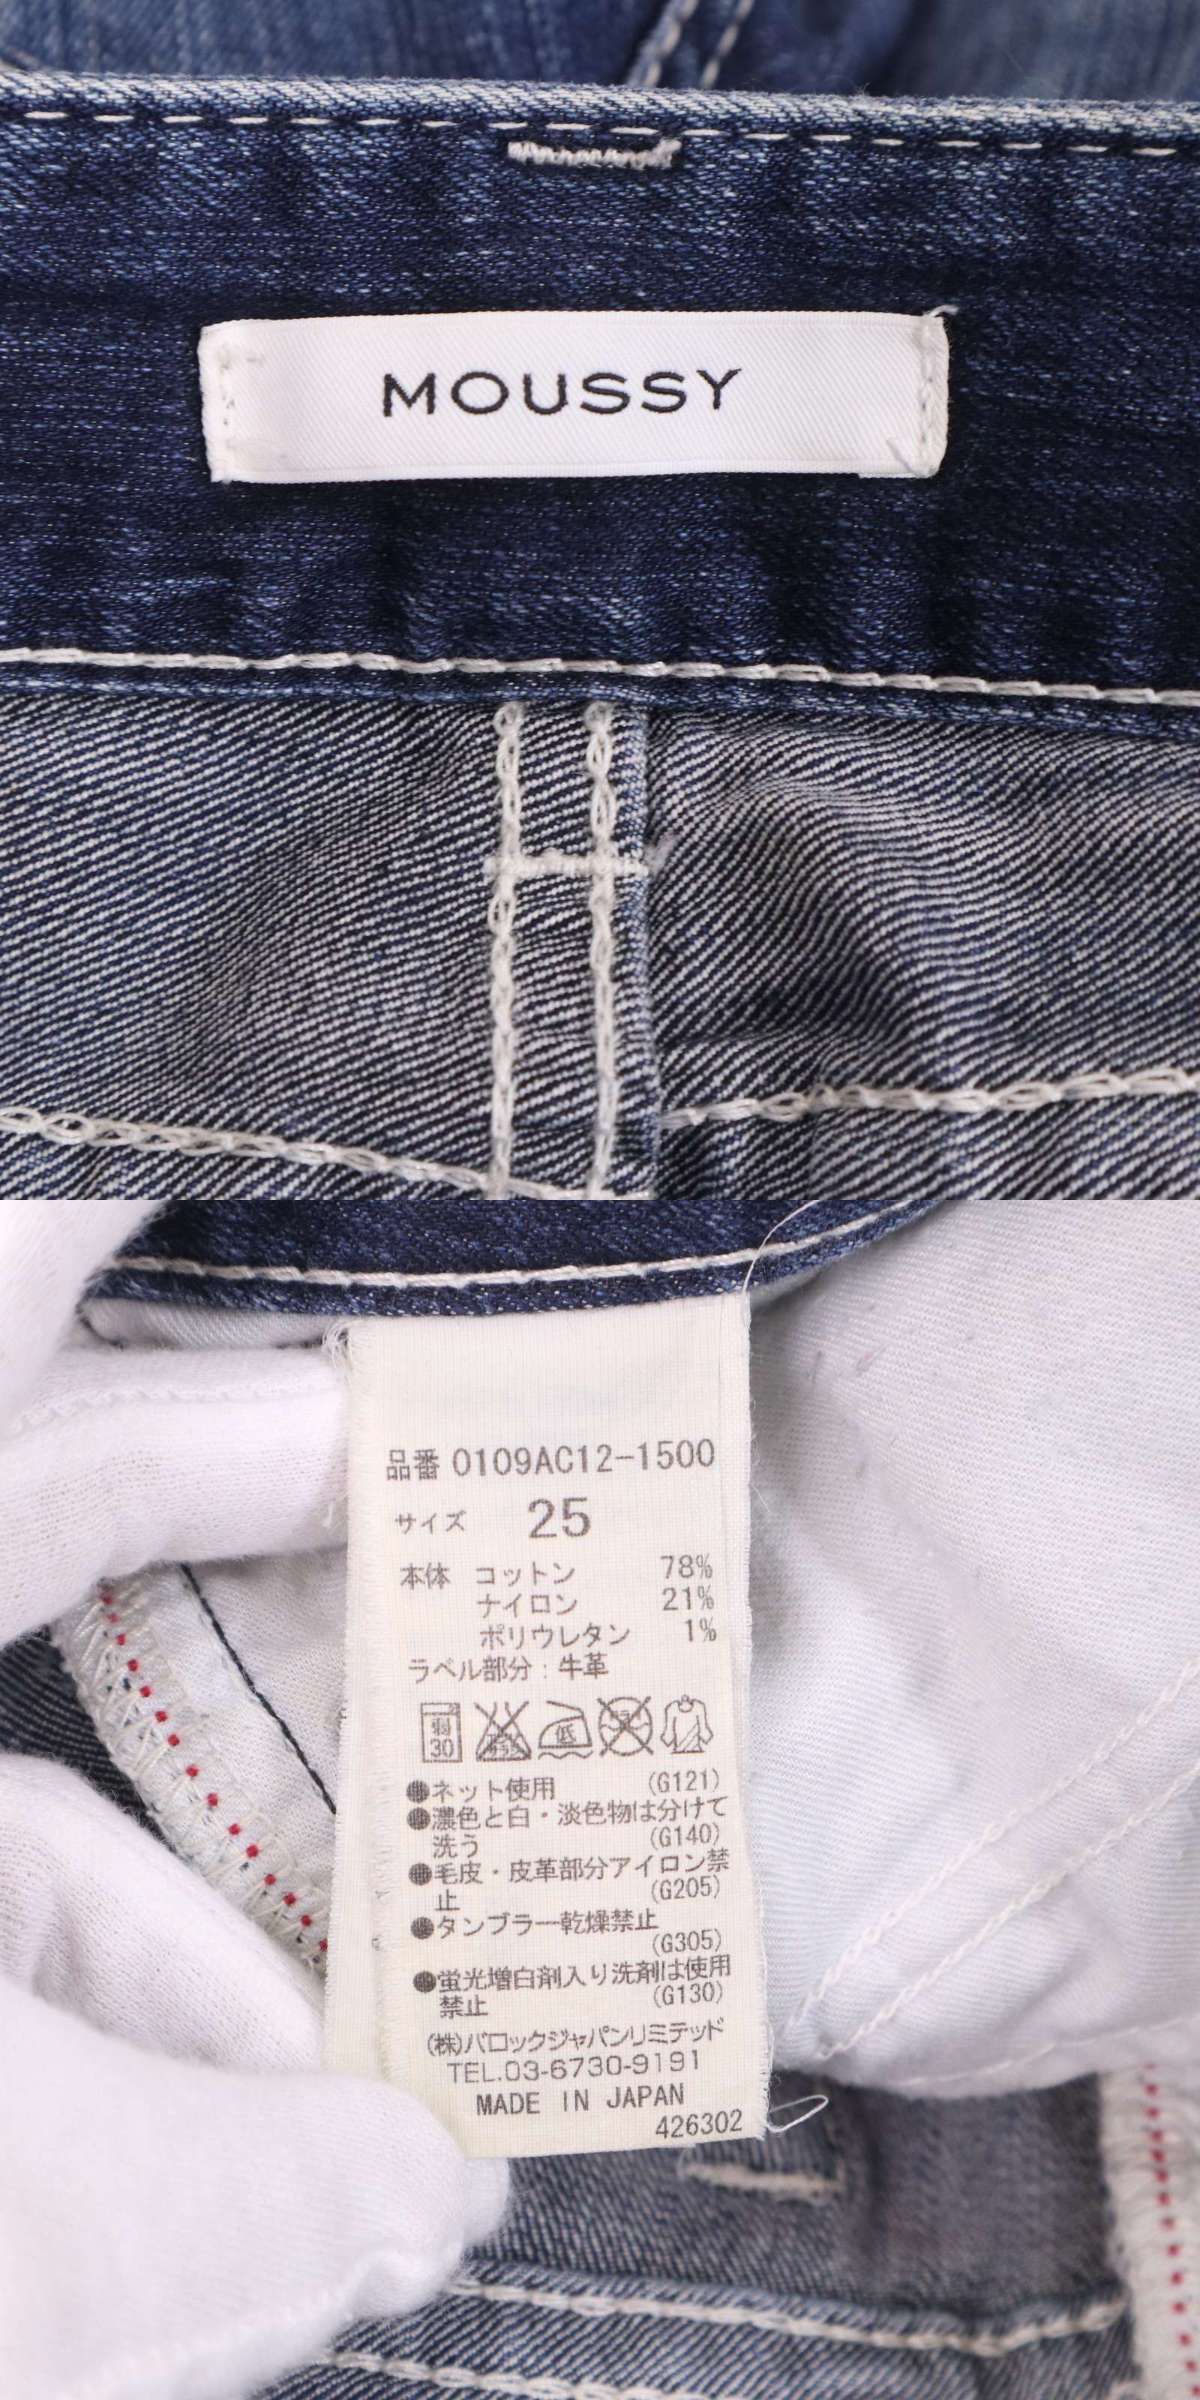 MOUSSY
品番 0109AC12-1500
サイズ 25
本体 コットン 78%
ナイロン 21%
ポリウレタン 1%
ラベル部分：牛革
弱
30
低
●ネット使用 (G121)
●濃色と白・淡色物は分けて
洗う (G140)
●毛皮・皮革部分アイロン禁
止 (G205)
●タンブラー乾燥禁止
(G305)
●蛍光増白剤入り洗剤は使用
禁止 (G130)
(株)バロックジャパンリミテッド
TEL.03-6730-9191
MADE IN JAPAN
426302